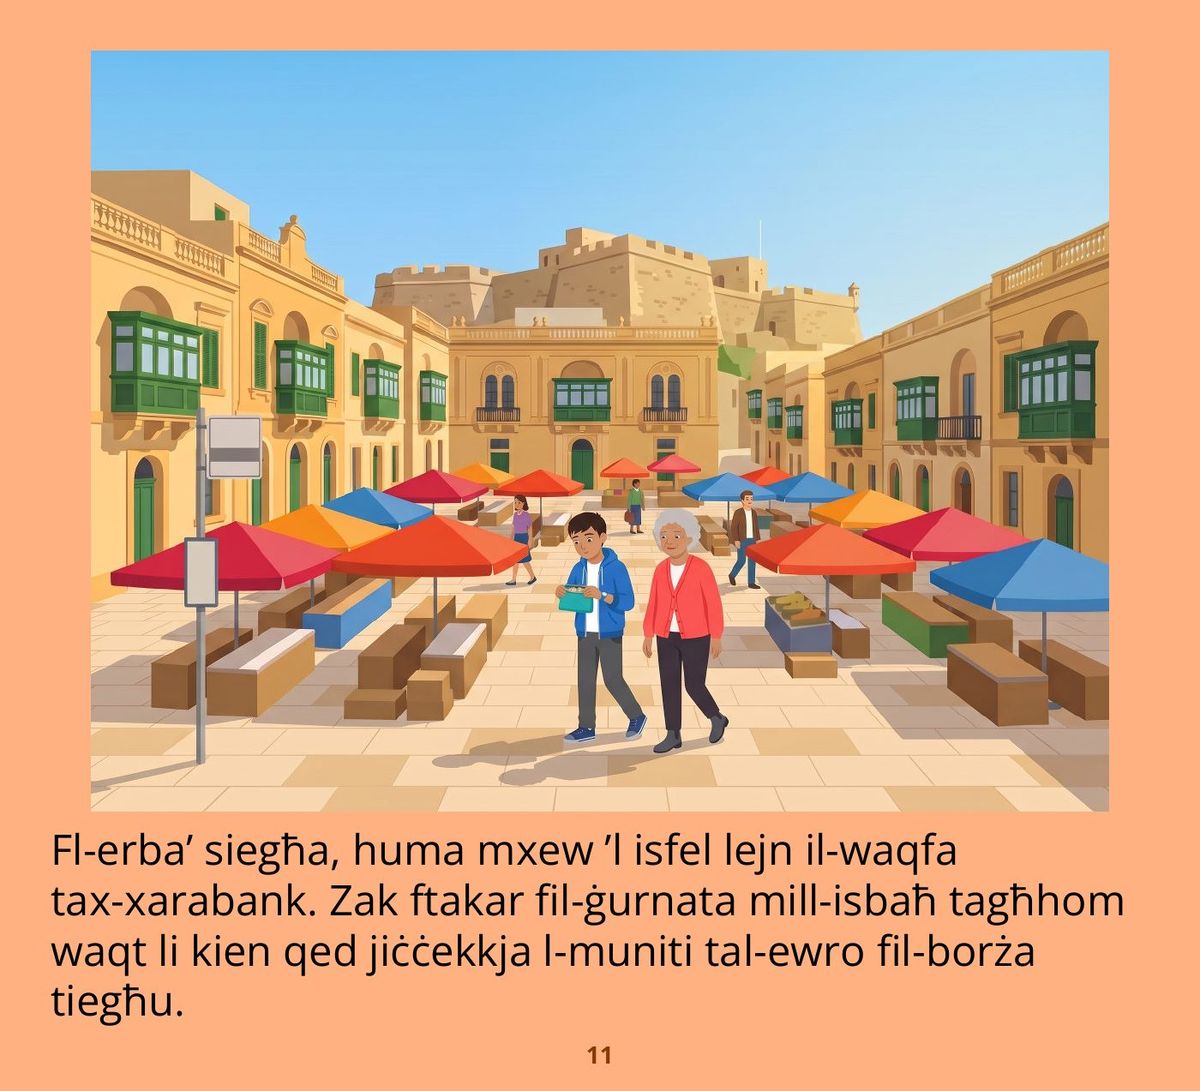 Fl-erba’ siegħa, huma mxew ’l isfel lejn il-waqfa
tax-xarabank. Zak ftakar fil-ġurnata mill-isbaħ tagħhom
waqt li kien qed jiċċekkja l-muniti tal-ewro fil-borża
tiegħu.
11